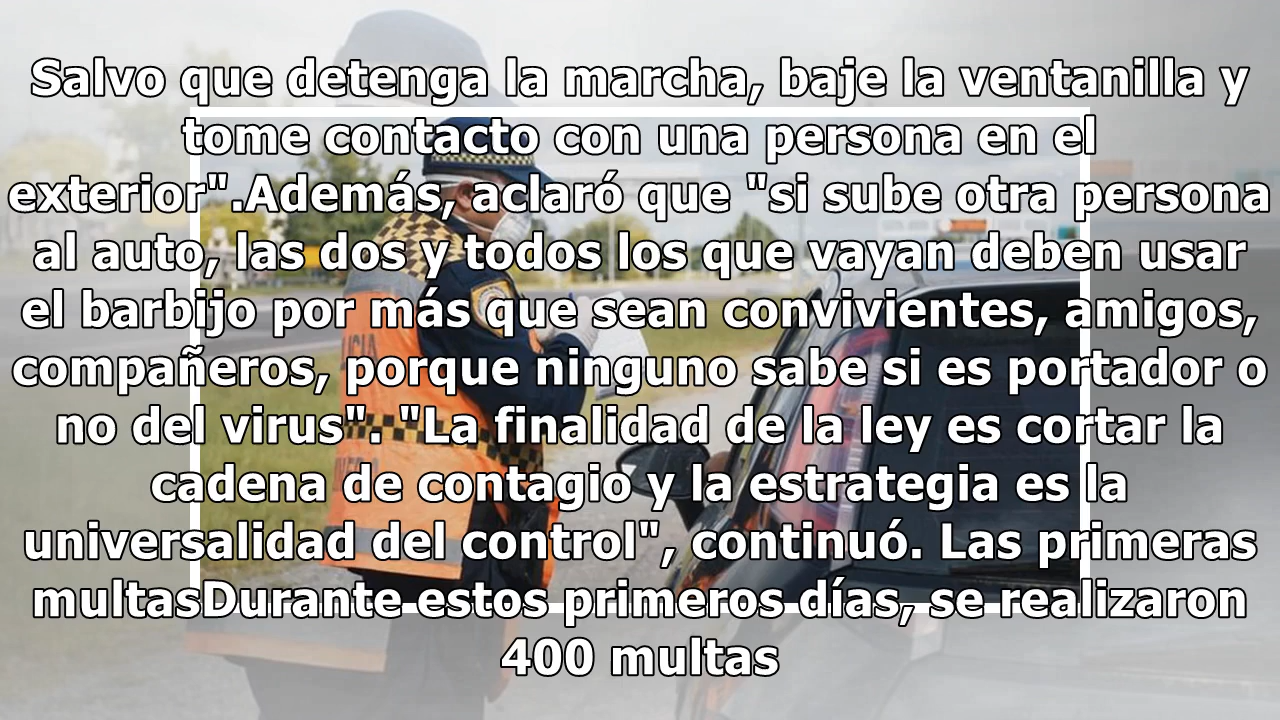 Salvo que detenga la marcha, baje la ventanilla y
tome contacto con una persona en el
exterior".Además, aclaró que "si sube otra persona
al auto, las dos y todos los que vayan deben usar
el barbijo por más que sean convivientes, amigos,
compañeros, porque ninguno sabe si es portador o
no del virus". "La finalidad de la ley es cortar la
cadena de contagio y la estrategia es la
universalidad del control", continuó. Las primeras
multasDurante estos primeros días, se realizaron
400 multas